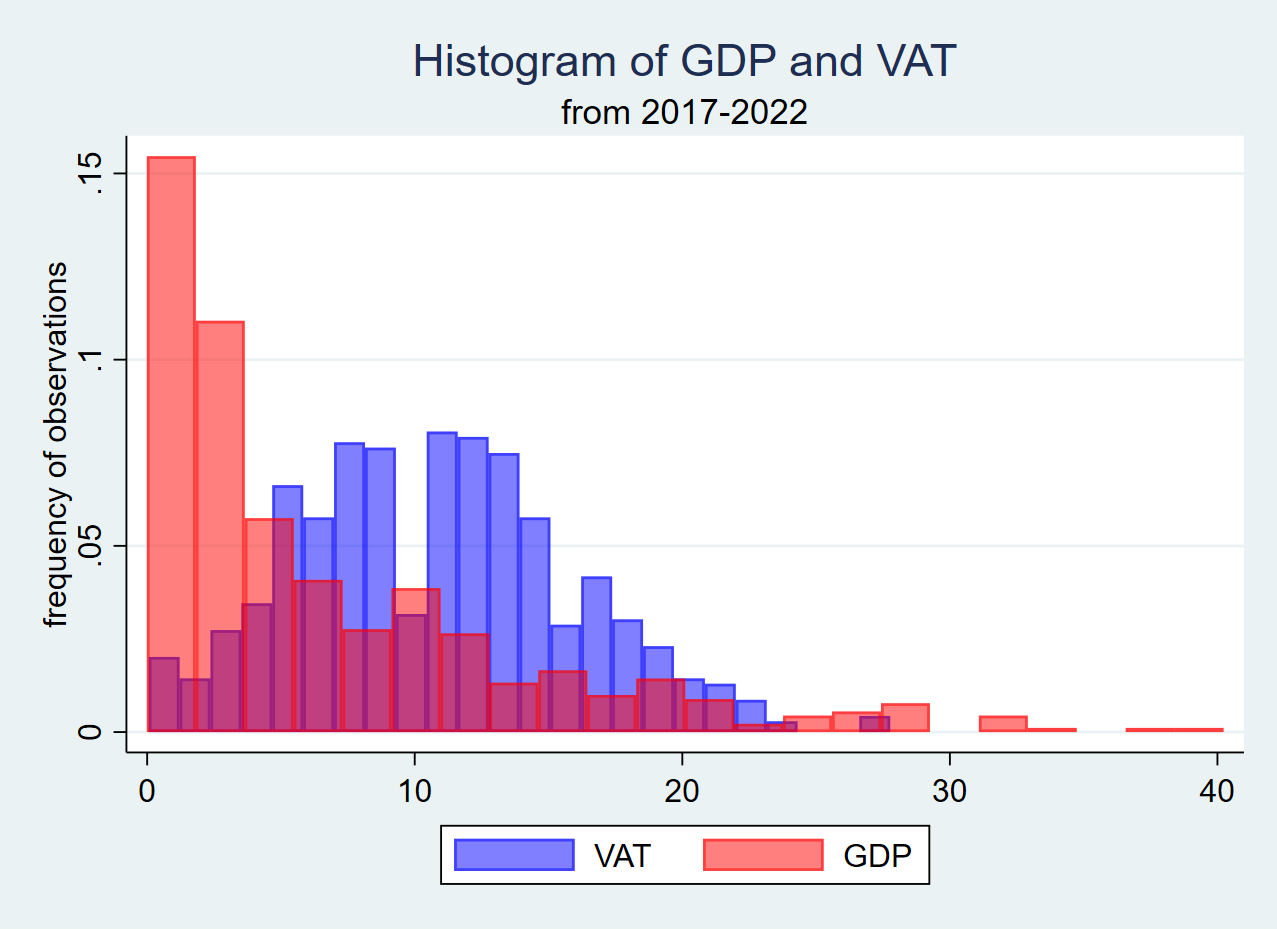 Histogram of GDP and VAT
from 2017-2022
frequency of observations
.15
.1
.05
0
0 10 20 30 40
VAT GDP